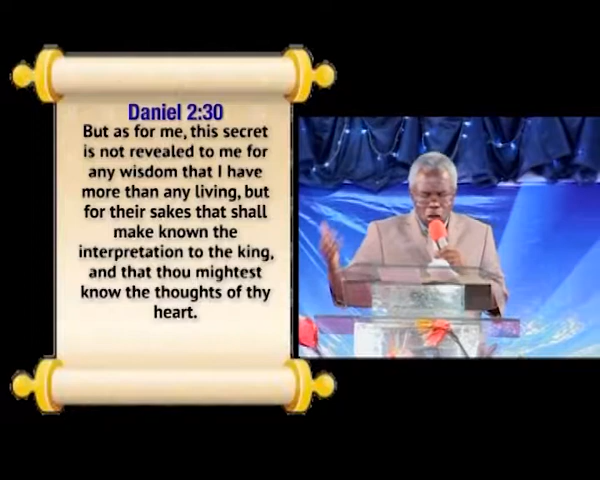 Daniel 2:30
But as for me, this secret
is not revealed to me for
any wisdom that I have
more than any living, but
for their sakes that shall
make known the
interpretation to the king,
and that thou mightest
know the thoughts of thy
heart.